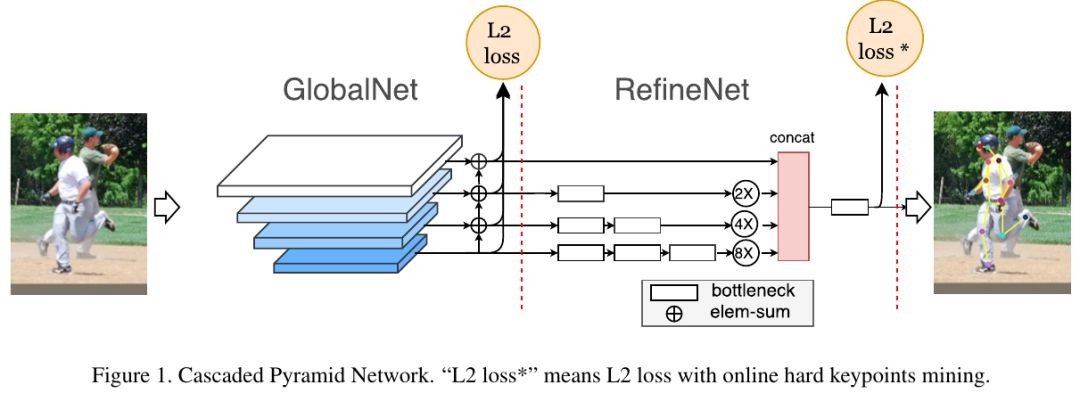 L2
loss
L2
loss *
GlobalNet
RefineNet
concat
2X
4X
8X
bottleneck
elem-sum
Figure 1. Cascaded Pyramid Network. “L2 loss*” means L2 loss with online hard keypoints mining.